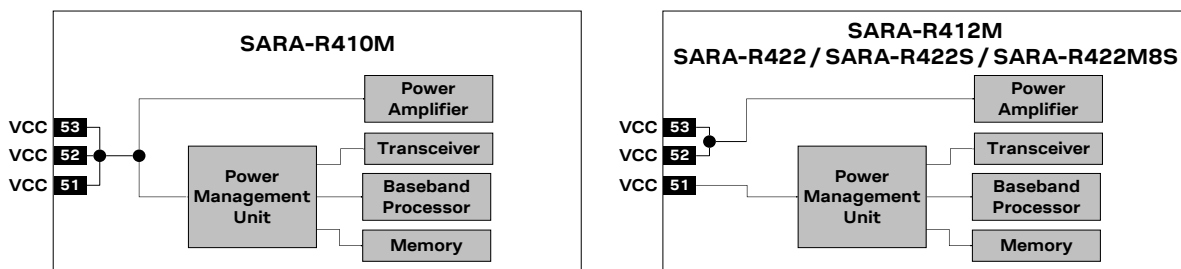 SARA-R410M
Power
Amplifier
VCC 53
VCC 52
VCC 51
Transceiver
Power
Management
Unit
Baseband
Processor
Memory
SARA-R412M
SARA-R422 / SARA-R422S / SARA-R422M8S
Power
Amplifier
VCC 53
VCC 52
VCC 51
Transceiver
Power
Management
Unit
Baseband
Processor
Memory